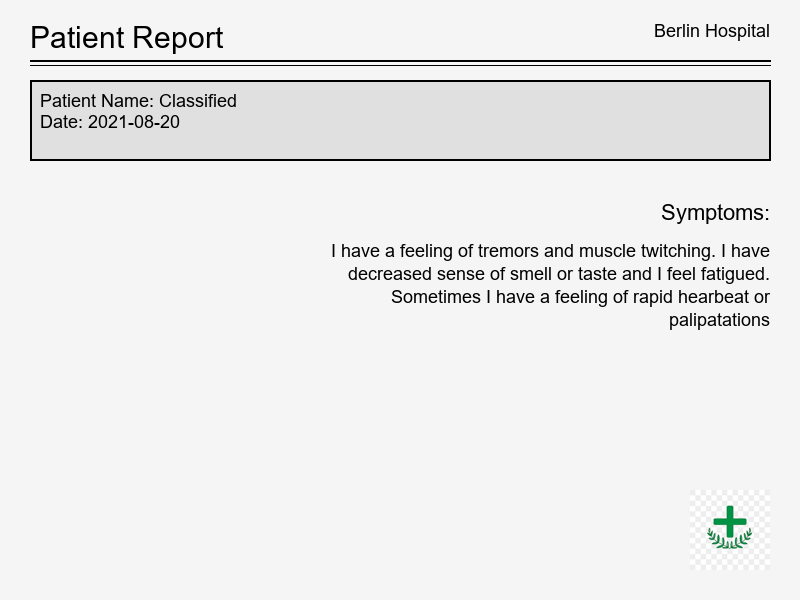 Patient Report
Berlin Hospital
Patient Name: Classified
Date: 2021-08-20
Symptoms:
I have a feeling of tremors and muscle twitching. I have
decreased sense of smell or taste and I feel fatigued.
Sometimes I have a feeling of rapid hearbeat or
palipatations